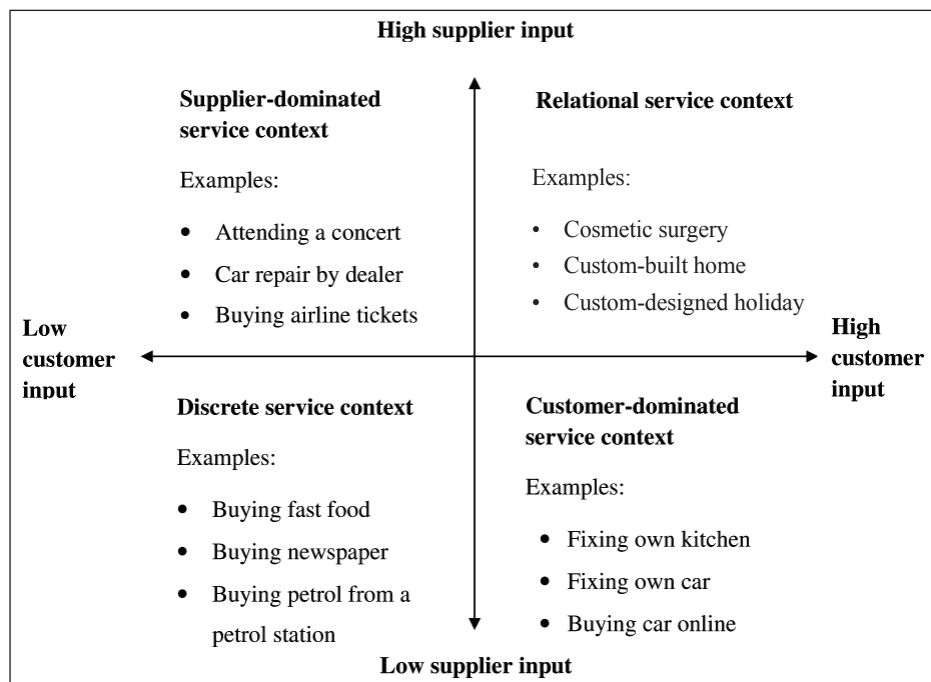 High supplier input
Supplier-dominated
service context
Examples:
• Attending a concert
• Car repair by dealer
• Buying airline tickets
Relational service context
Examples:
• Cosmetic surgery
• Custom-built home
• Custom-designed holiday
Low
customer
input
High
customer
input
Discrete service context
Examples:
• Buying fast food
• Buying newspaper
• Buying petrol from a
petrol station
Customer-dominated
service context
Examples:
• Fixing own kitchen
• Fixing own car
• Buying car online
Low supplier input